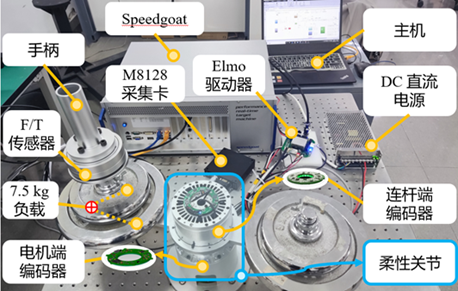 手柄
Speedgoat
主机
M8128
采集卡
Elmo
驱动器
DC 直流
电源
F/T
传感器
7.5 kg
负载
连杆端
编码器
电机端
编码器
柔性关节